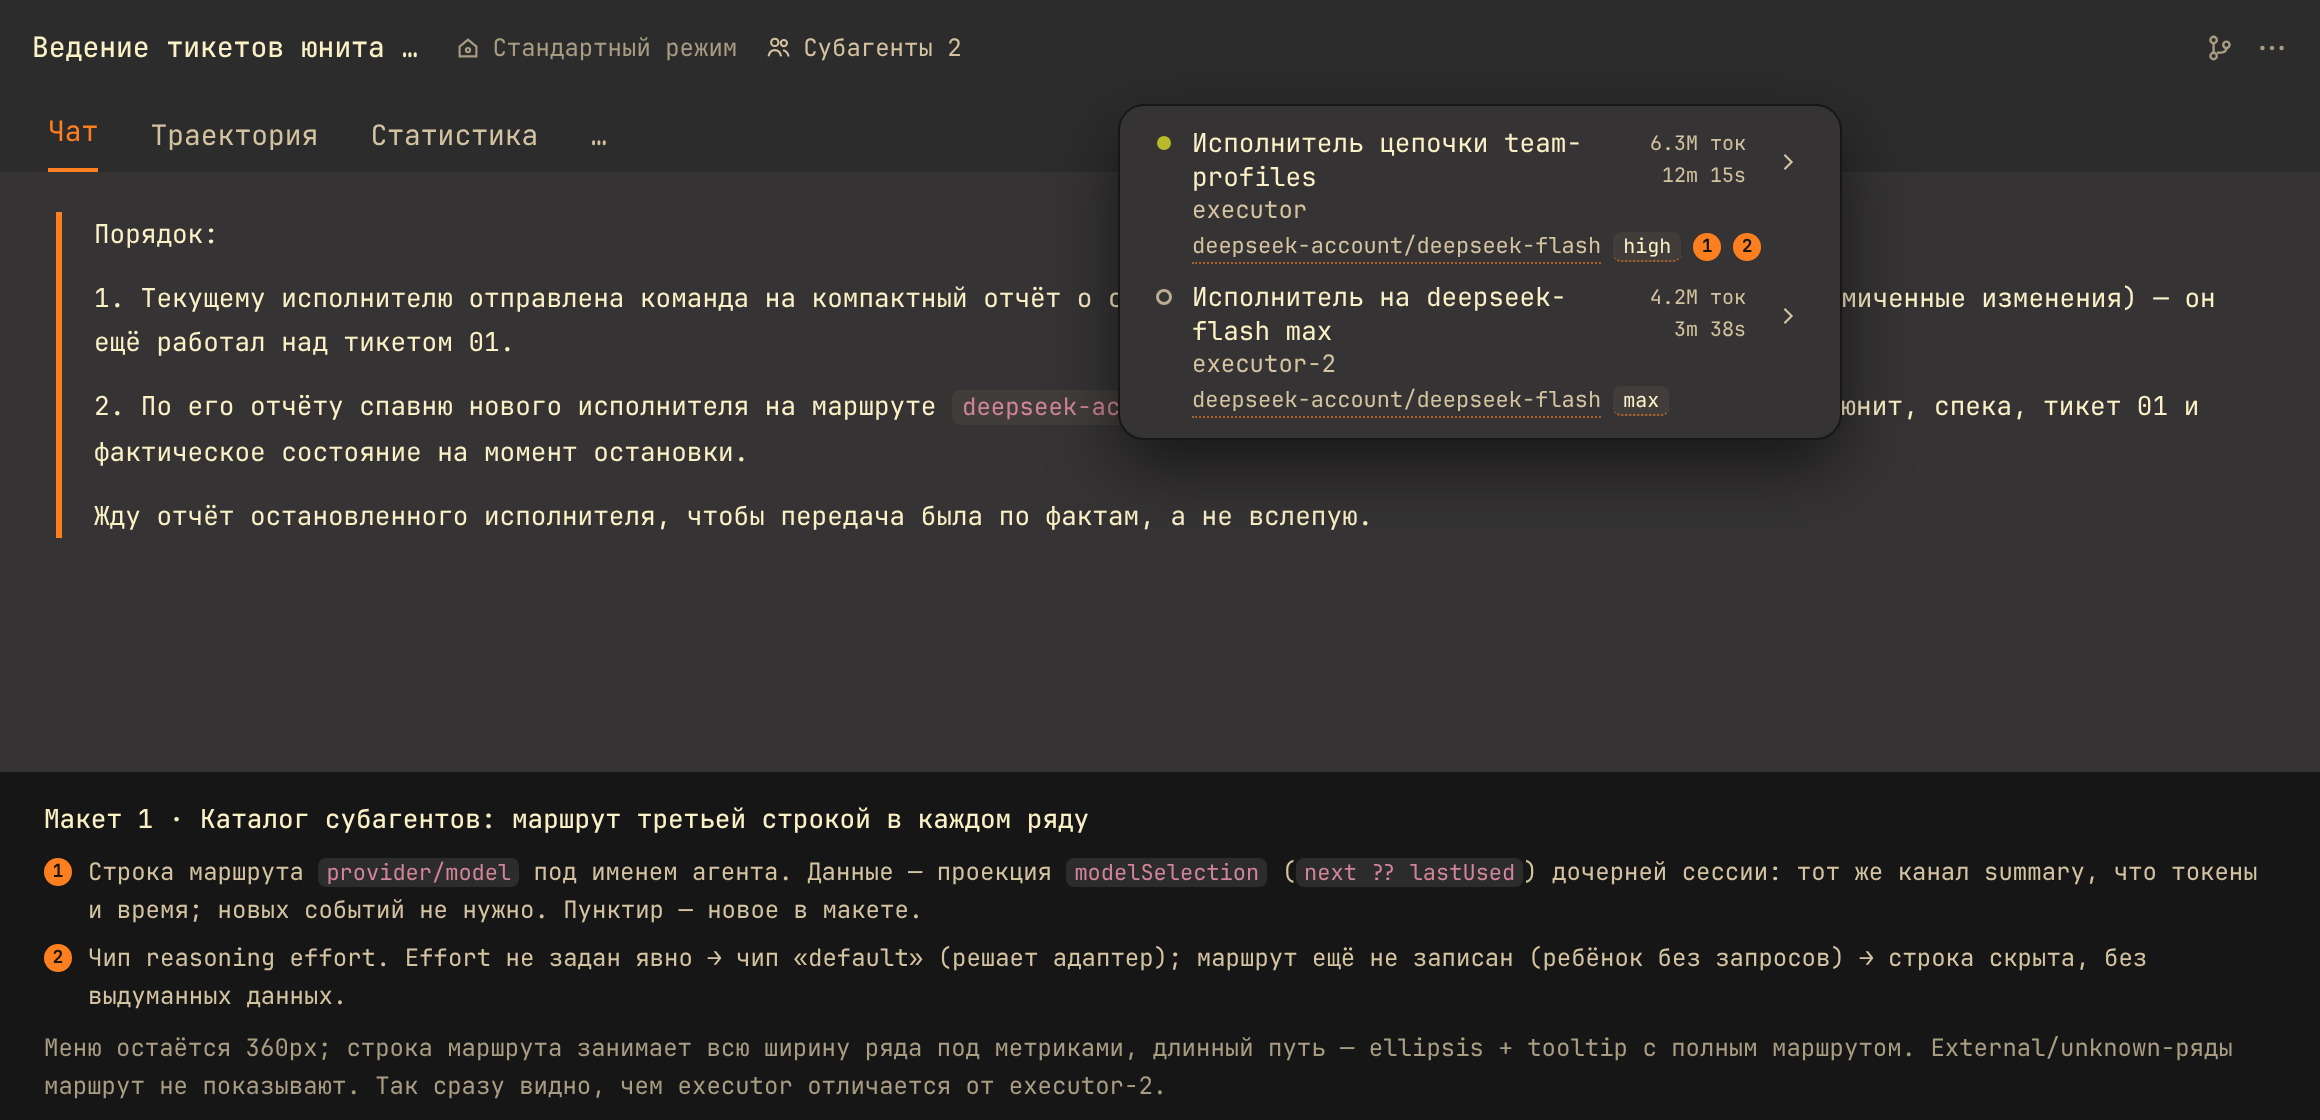 Ведение тикетов юнита … Стандартный режим Субагенты 2
Чат Траектория Статистика …
Исполнитель цепочки team-profiles 6.3M ток
12m 15s
executor
deepseek-account/deepseek-flash high 1 2
Исполнитель на deepseek-flash max 4.2M ток
3m 38s
executor-2
deepseek-account/deepseek-flash max
Порядок:
1. Текущему исполнителю отправлена команда на компактный отчёт о миченные изменения) — он
ещё работал над тикетом 01.
2. По его отчёту спавню нового исполнителя на маршруте deepseek-ac юнит, спека, тикет 01 и
фактическое состояние на момент остановки.
Жду отчёт остановленного исполнителя, чтобы передача была по фактам, а не вслепую.
Макет 1 · Каталог субагентов: маршрут третьей строкой в каждом ряду
1 Строка маршрута provider/model под именем агента. Данные — проекция modelSelection (next ?? lastUsed) дочерней сессии: тот же канал summary, что токены
и время; новых событий не нужно. Пунктир — новое в макете.
2 Чип reasoning effort. Effort не задан явно → чип «default» (решает адаптер); маршрут ещё не записан (ребёнок без запросов) → строка скрыта, без
выдуманных данных.
Меню остаётся 360px; строка маршрута занимает всю ширину ряда под метриками, длинный путь — ellipsis + tooltip с полным маршрутом. External/unknown-ряды
маршрут не показывают. Так сразу видно, чем executor отличается от executor-2.